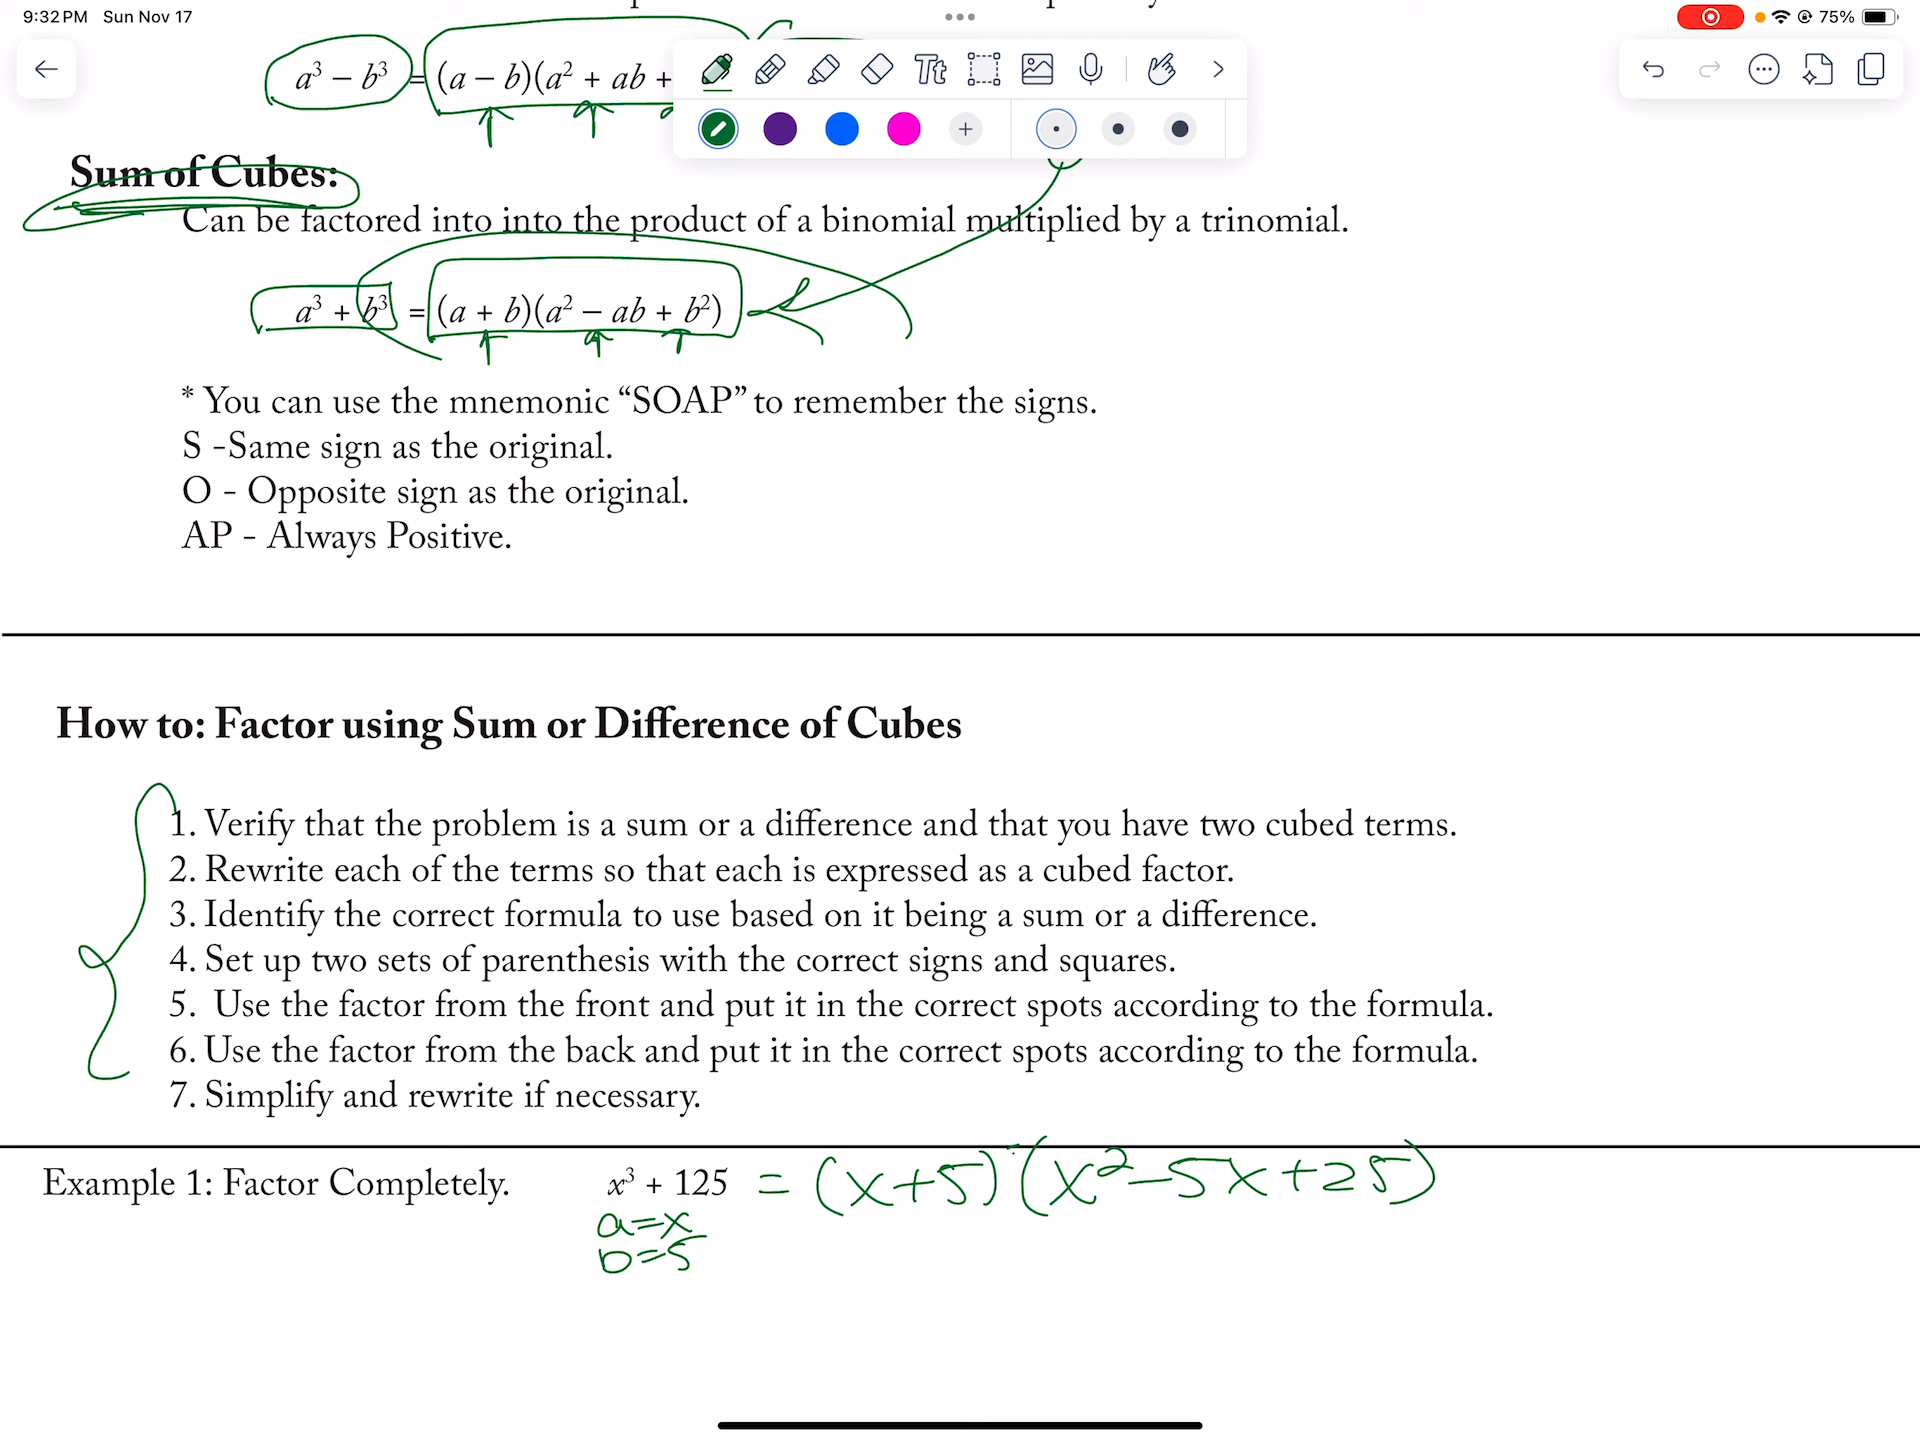 9:32 PM Sun Nov 17
75%
a³ − b³ = (a − b)(a² + ab +
Tt
Sum of Cubes:
Can be factored into into the product of a binomial multiplied by a trinomial.
a³ + b³ = (a + b)(a² − ab + b²)
* You can use the mnemonic “SOAP” to remember the signs.
S -Same sign as the original.
O - Opposite sign as the original.
AP - Always Positive.
How to: Factor using Sum or Difference of Cubes
1. Verify that the problem is a sum or a difference and that you have two cubed terms.
2. Rewrite each of the terms so that each is expressed as a cubed factor.
3. Identify the correct formula to use based on it being a sum or a difference.
4. Set up two sets of parenthesis with the correct signs and squares.
5. Use the factor from the front and put it in the correct spots according to the formula.
6. Use the factor from the back and put it in the correct spots according to the formula.
7. Simplify and rewrite if necessary.
Example 1: Factor Completely. x³ + 125 = (x+5)(x²-5x+25)
a=x
b=5